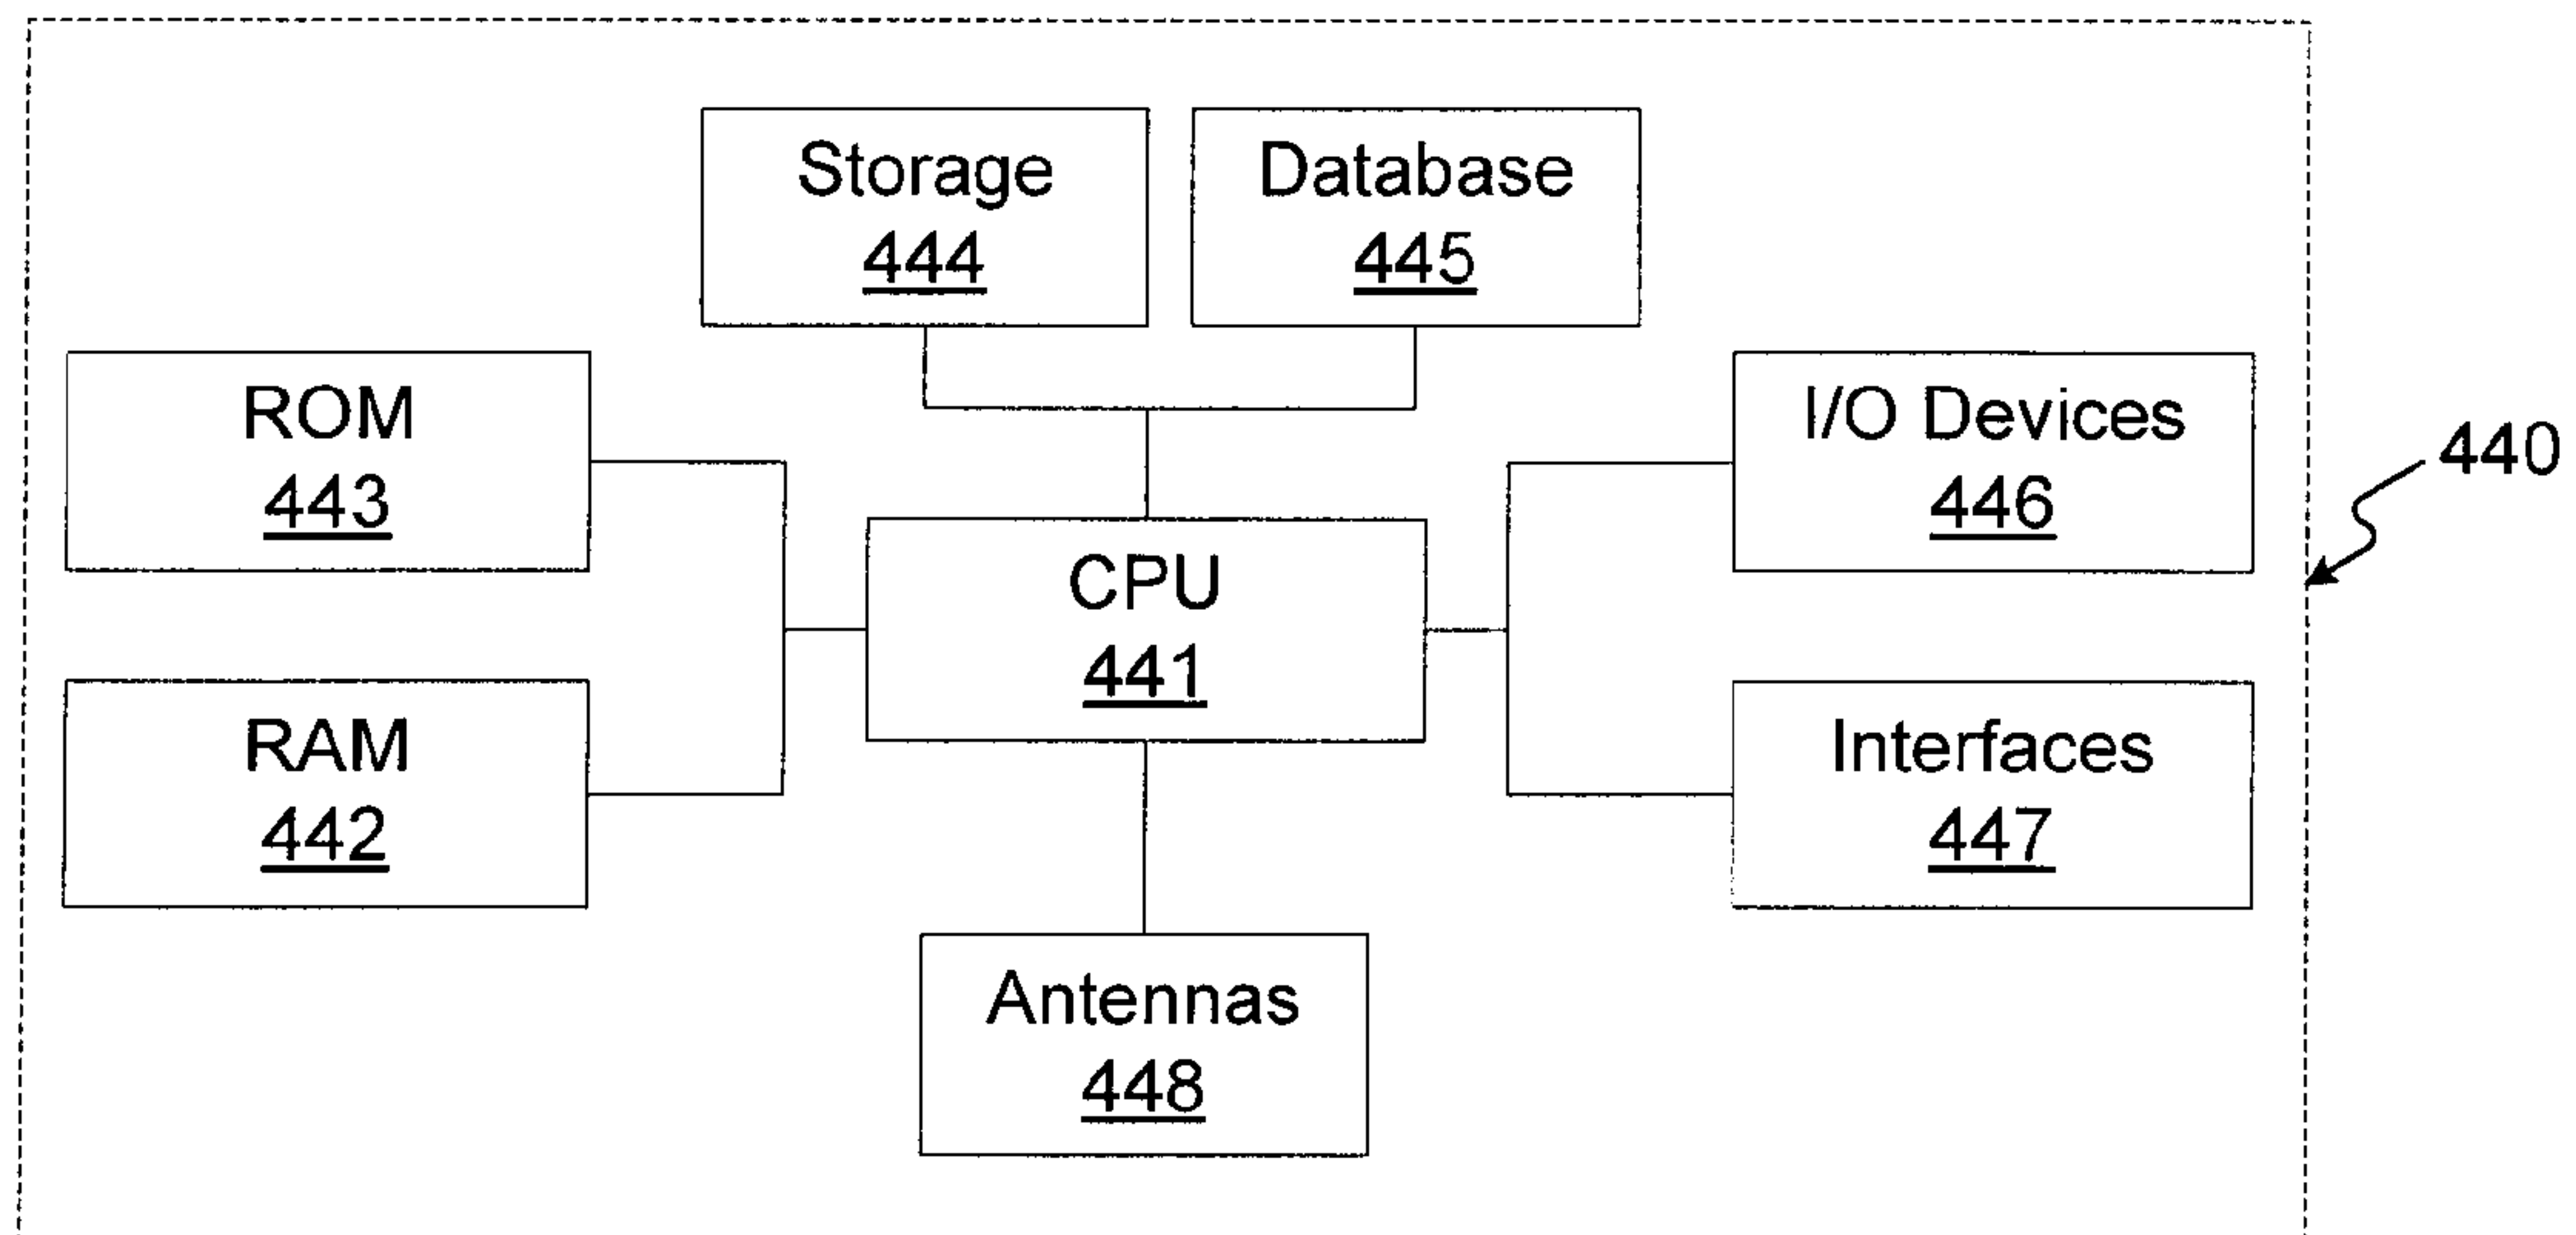 Storage
444
Database
445
ROM
443
I/O Devices
446
440
CPU
441
RAM
442
Interfaces
447
Antennas
448